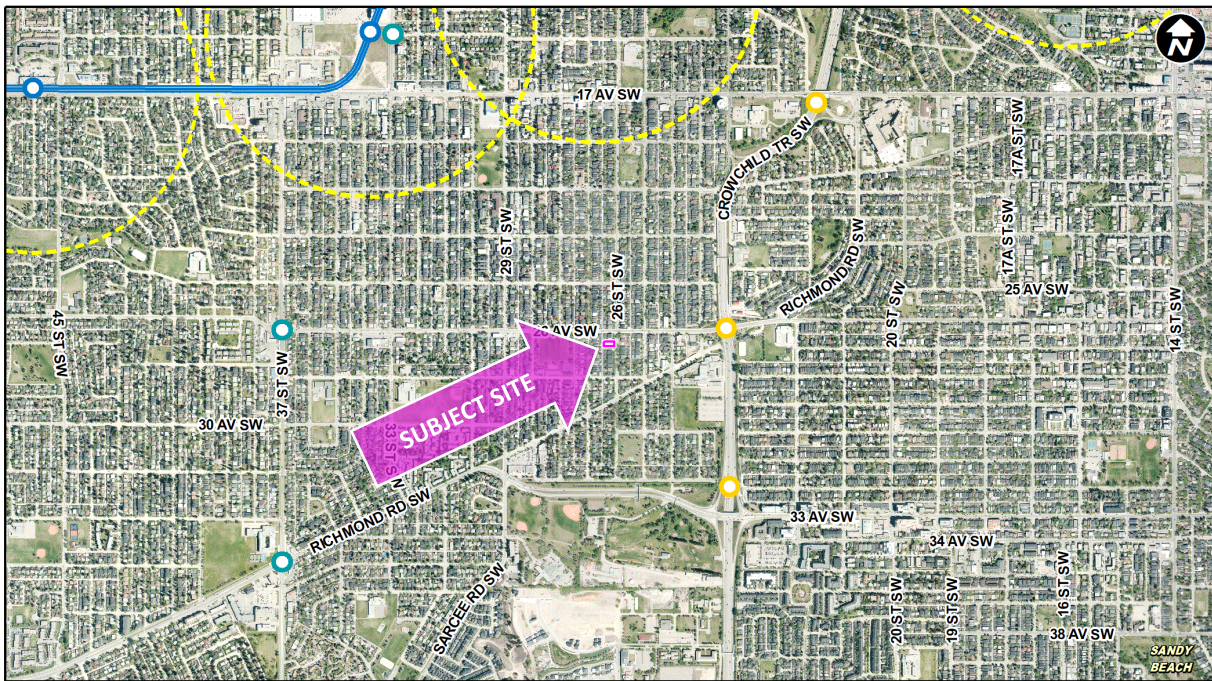 N
17 AV SW
CROWCHILD TR SW
17A ST SW
29 ST SW
26 ST SW
RICHMOND RD SW
17A ST SW
25 AV SW
20 ST SW
14 ST SW
45 ST SW
37 ST SW
AV SW
SUBJECT SITE
30 AV SW
33 ST SW
RICHMOND RD SW
33 AV SW
34 AV SW
SARCEE RD SW
20 ST SW
19 ST SW
16 ST SW
38 AV SW
SANDY
BEACH